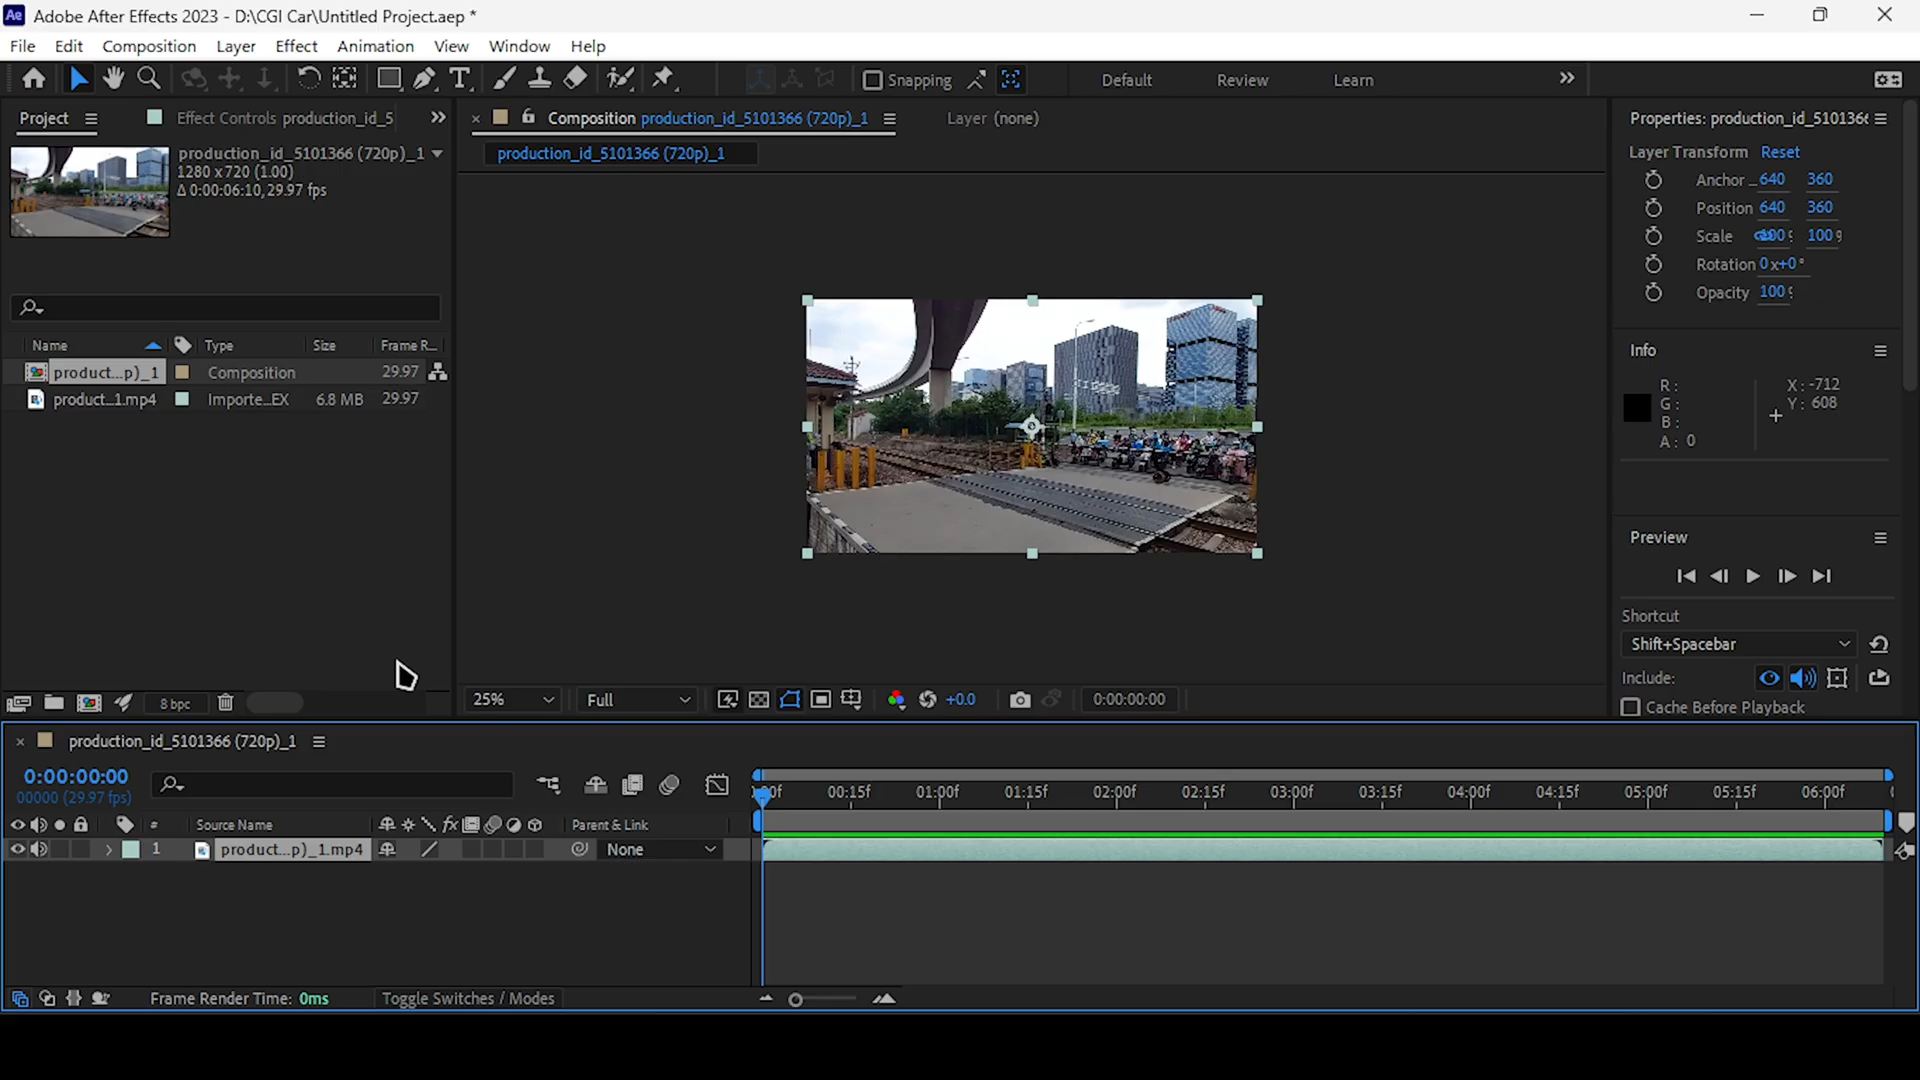 Ae Adobe After Effects 2023 - D:\CGI Car\Untitled Project.aep *
File Edit Composition Layer Effect Animation View Window Help
Snapping Default Review Learn
Project Effect Controls production_id_5
production_id_5101366 (720p)_1
1280 x 720 (1.00)
Δ 0:00:06:10, 29.97 fps
Name Type Size Frame R...
product...p)_1 Composition 29.97
product_1.mp4 Importe...EX 6.8 MB 29.97
8 bpc
Composition production_id_5101366 (720p)_1 Layer (none)
production_id_5101366 (720p)_1
25% Full +0.0 0:00:00:00
Properties: production_id_510136
Layer Transform Reset
Anchor 640 360
Position 640 360
Scale 100 100
Rotation 0x+0°
Opacity 100
Info
R: X: -712
G: Y: 608
B:
A: 0
Preview
Shortcut
Shift+Spacebar
Include:
Cache Before Playback
production_id_5101366 (720p)_1
0:00:00:00
00000 (29.97 fps)
00:15f 01:00f 01:15f 02:00f 02:15f 03:00f 03:15f 04:00f 04:15f 05:00f 05:15f 06:00f
# Source Name fx Parent & Link
1 product...p)_1.mp4 None
Frame Render Time: 0ms Toggle Switches / Modes